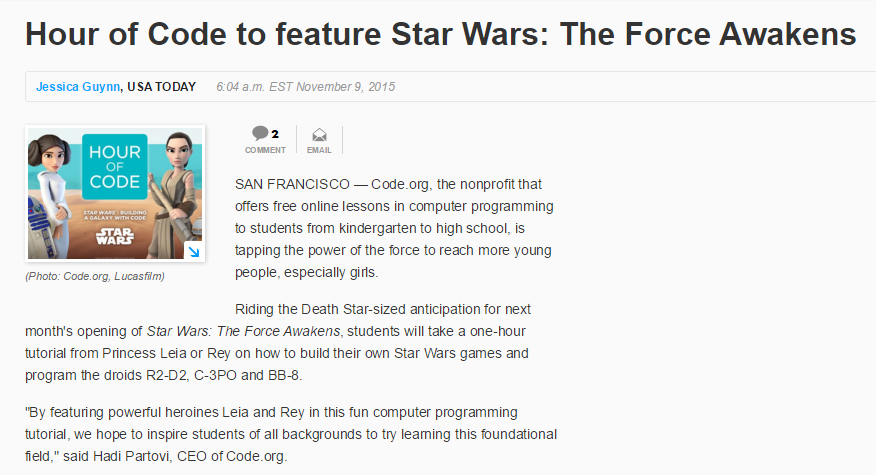 Hour of Code to feature Star Wars: The Force Awakens
Jessica Guynn, USA TODAY 6:04 a.m. EST November 9, 2015
HOUR
OF
CODE
STAR WARS: BUILDING
A GALAXY WITH CODE
STAR
WARS
(Photo: Code.org, Lucasfilm)
2
COMMENT
EMAIL
SAN FRANCISCO — Code.org, the nonprofit that
offers free online lessons in computer programming
to students from kindergarten to high school, is
tapping the power of the force to reach more young
people, especially girls.
Riding the Death Star-sized anticipation for next
month's opening of Star Wars: The Force Awakens, students will take a one-hour
tutorial from Princess Leia or Rey on how to build their own Star Wars games and
program the droids R2-D2, C-3PO and BB-8.
"By featuring powerful heroines Leia and Rey in this fun computer programming
tutorial, we hope to inspire students of all backgrounds to try learning this foundational
field," said Hadi Partovi, CEO of Code.org.